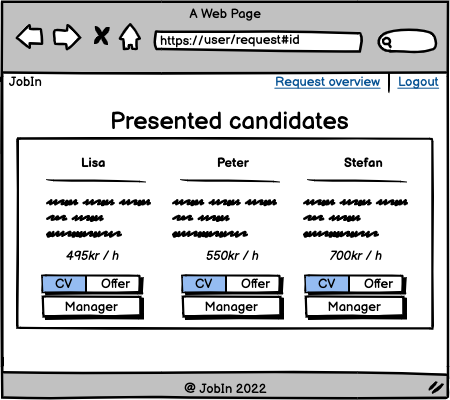 A Web Page
https://user/request#id
JobIn
Request overview
Logout
Presented candidates
Lisa Peter Stefan
495kr / h 550kr / h 700kr / h
CV Offer CV Offer CV Offer
Manager Manager Manager
@ JobIn 2022